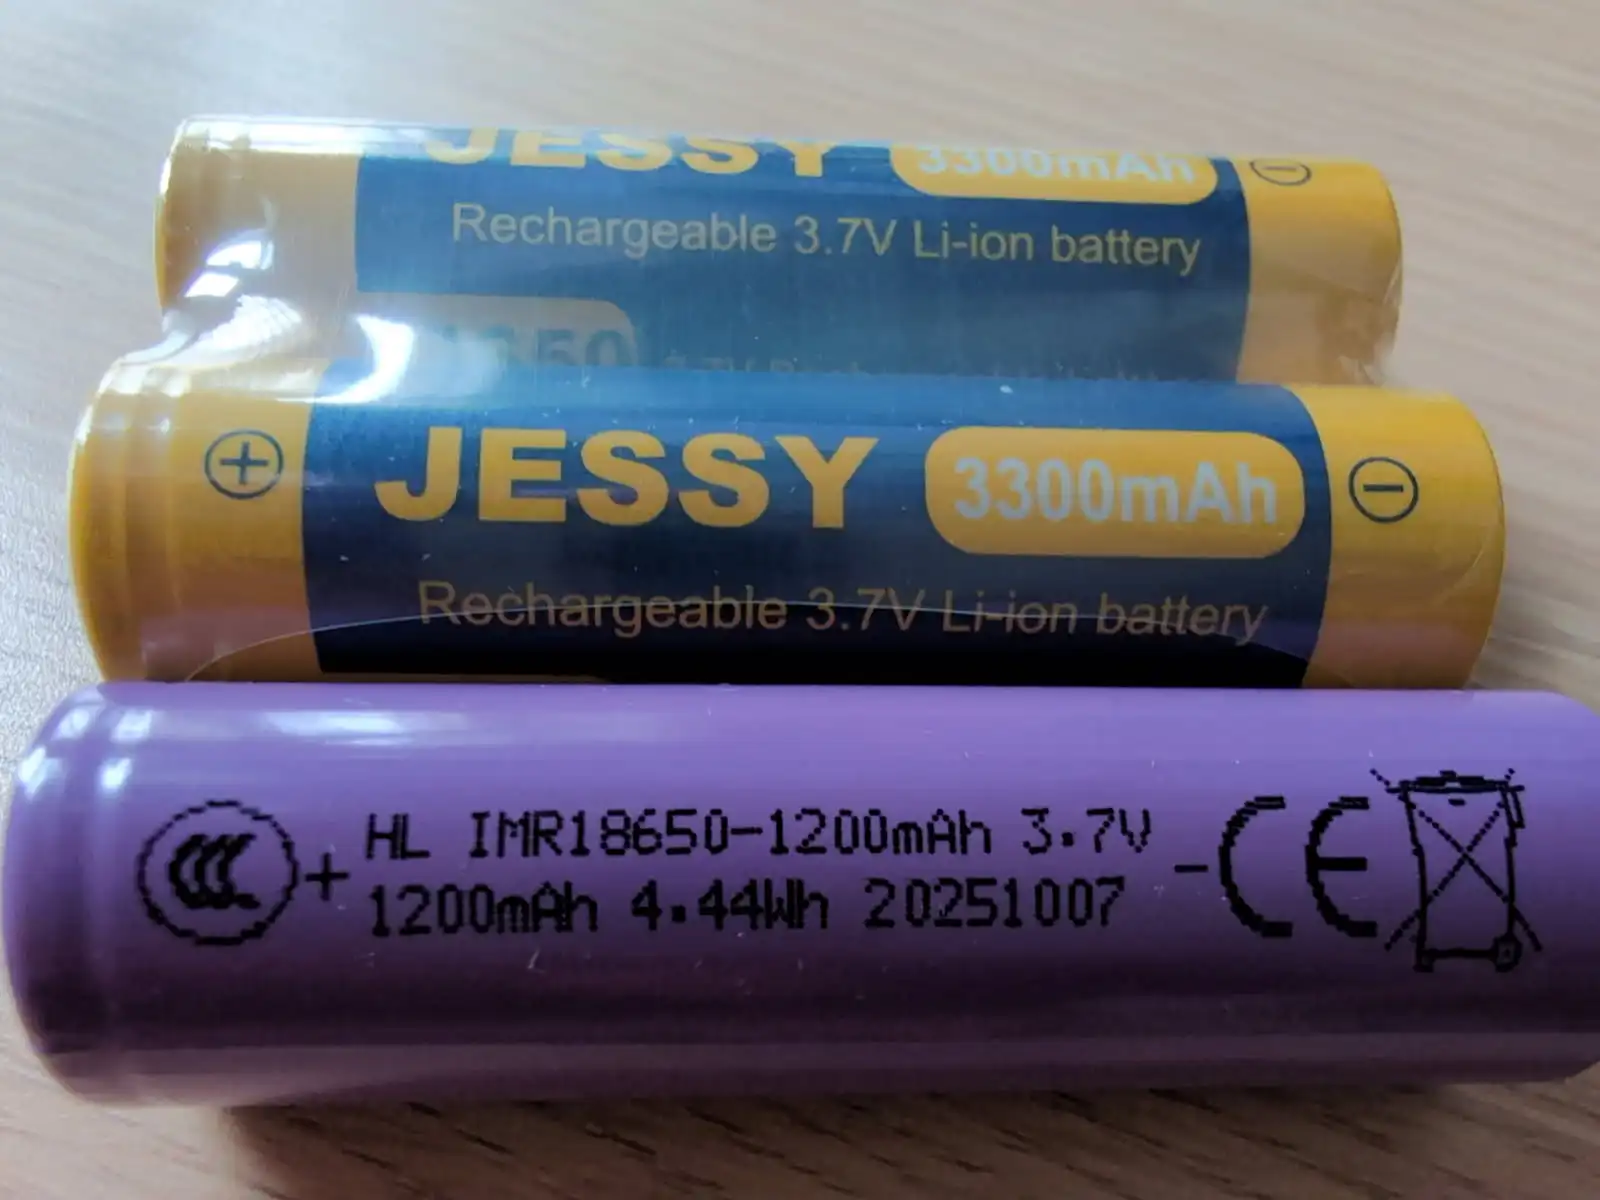 JESSY 3300mAh
Rechargeable 3.7V Li-ion battery
JESSY 3300mAh
Rechargeable 3.7V Li-ion battery
HL IMR18650-1200mAh 3.7V
1200mAh 4.44Wh 20251007
CE